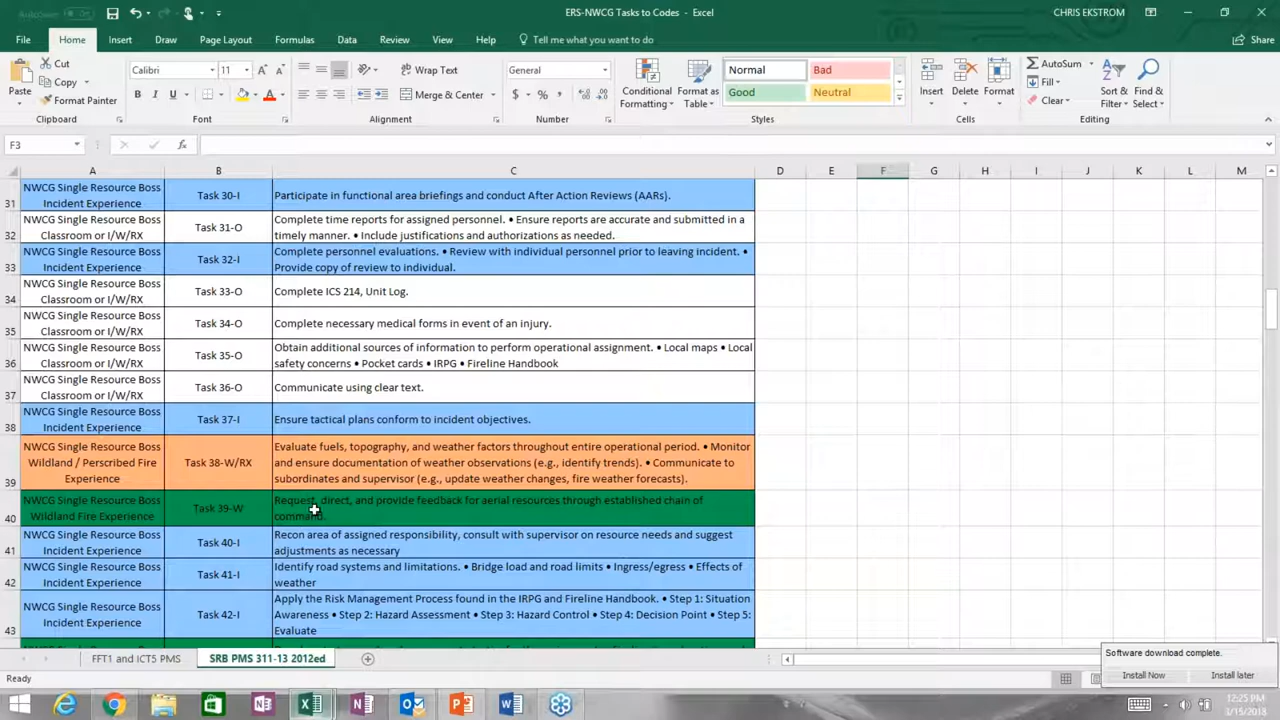 AutoSave
ERS-NWCG Tasks to Codes - Excel
CHRIS EKSTROM
File Home Insert Draw Page Layout Formulas Data Review View Help Tell me what you want to do Share
Paste
Cut
Copy
Format Painter
Clipboard
Calibri 11
B I U
Font
Wrap Text
Merge & Center
Alignment
General
$ % ,
Number
Conditional Formatting
Format as Table
Normal Bad
Good Neutral
Styles
Insert Delete Format
Cells
AutoSum
Fill
Clear
Sort & Filter
Find & Select
Editing
F3
fx
A B C D E F G H I J K L M
31 NWCG Single Resource Boss Incident Experience Task 30-I Participate in functional area briefings and conduct After Action Reviews (AARs).
32 NWCG Single Resource Boss Classroom or I/W/RX Task 31-O Complete time reports for assigned personnel. • Ensure reports are accurate and submitted in a timely manner. • Include justifications and authorizations as needed.
33 NWCG Single Resource Boss Incident Experience Task 32-I Complete personnel evaluations. • Review with individual personnel prior to leaving incident. • Provide copy of review to individual.
34 NWCG Single Resource Boss Classroom or I/W/RX Task 33-O Complete ICS 214, Unit Log.
35 NWCG Single Resource Boss Classroom or I/W/RX Task 34-O Complete necessary medical forms in event of an injury.
36 NWCG Single Resource Boss Classroom or I/W/RX Task 35-O Obtain additional sources of information to perform operational assignment. • Local maps • Local safety concerns • Pocket cards • IRPG • Fireline Handbook
37 NWCG Single Resource Boss Classroom or I/W/RX Task 36-O Communicate using clear text.
38 NWCG Single Resource Boss Incident Experience Task 37-I Ensure tactical plans conform to incident objectives.
39 NWCG Single Resource Boss Wildland / Perscribed Fire Experience Task 38-W/RX Evaluate fuels, topography, and weather factors throughout entire operational period. • Monitor and ensure documentation of weather observations (e.g., identify trends). • Communicate to subordinates and supervisor (e.g., update weather changes, fire weather forecasts).
40 NWCG Single Resource Boss Wildland Fire Experience Task 39-W Request, direct, and provide feedback for aerial resources through established chain of command.
41 NWCG Single Resource Boss Incident Experience Task 40-I Recon area of assigned responsibility, consult with supervisor on resource needs and suggest adjustments as necessary
42 NWCG Single Resource Boss Incident Experience Task 41-I Identify road systems and limitations. • Bridge load and road limits • Ingress/egress • Effects of weather
43 NWCG Single Resource Boss Incident Experience Task 42-I Apply the Risk Management Process found in the IRPG and Fireline Handbook. • Step 1: Situation Awareness • Step 2: Hazard Assessment • Step 3: Hazard Control • Step 4: Decision Point • Step 5: Evaluate
FFT1 and ICT5 PMS SRB PMS 311-13 2012ed
Ready
Software download complete.
Install Now Install later
12:25 PM
3/15/2018